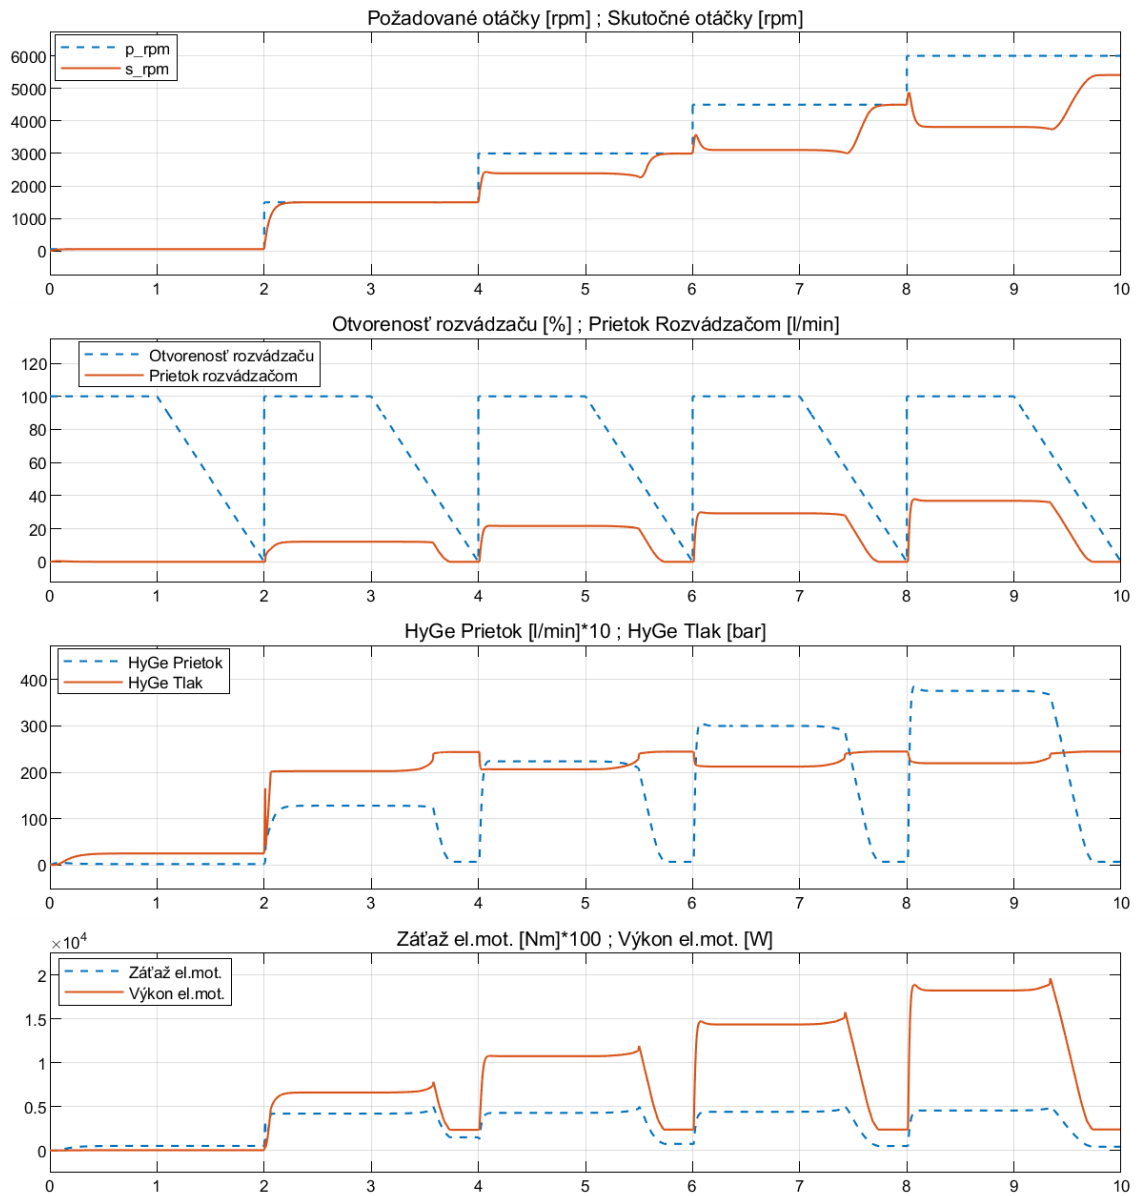 Požadované otáčky [rpm] ; Skutočné otáčky [rpm]
p_rpm
s_rpm
6000
5000
4000
3000
2000
1000
0
0 1 2 3 4 5 6 7 8 9 10
Otvorenosť rozvádzaču [%] ; Prietok Rozvádzačom [l/min]
Otvorenosť rozvádzaču
Prietok rozvádzačom
120
100
80
60
40
20
0
0 1 2 3 4 5 6 7 8 9 10
HyGe Prietok [l/min]*10 ; HyGe Tlak [bar]
HyGe Prietok
HyGe Tlak
400
300
200
100
0
0 1 2 3 4 5 6 7 8 9 10
×10⁴
Záťaž el.mot. [Nm]*100 ; Výkon el.mot. [W]
Záťaž el.mot.
Výkon el.mot.
2
1.5
1
0.5
0
0 1 2 3 4 5 6 7 8 9 10